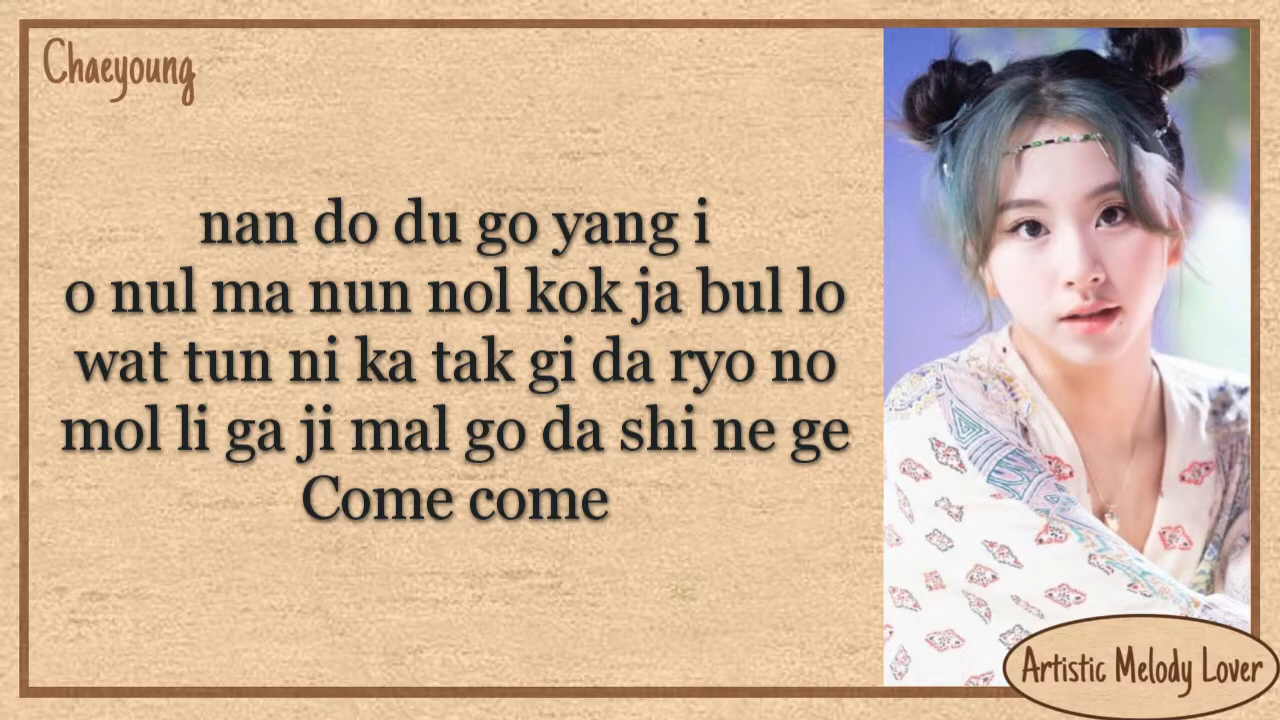 Chaeyoung
nan do du go yang i
o nul ma nun nol kok ja bul lo
wat tun ni ka tak gi da ryo no
mol li ga ji mal go da shi ne ge
Come come
Artistic Melody Lover